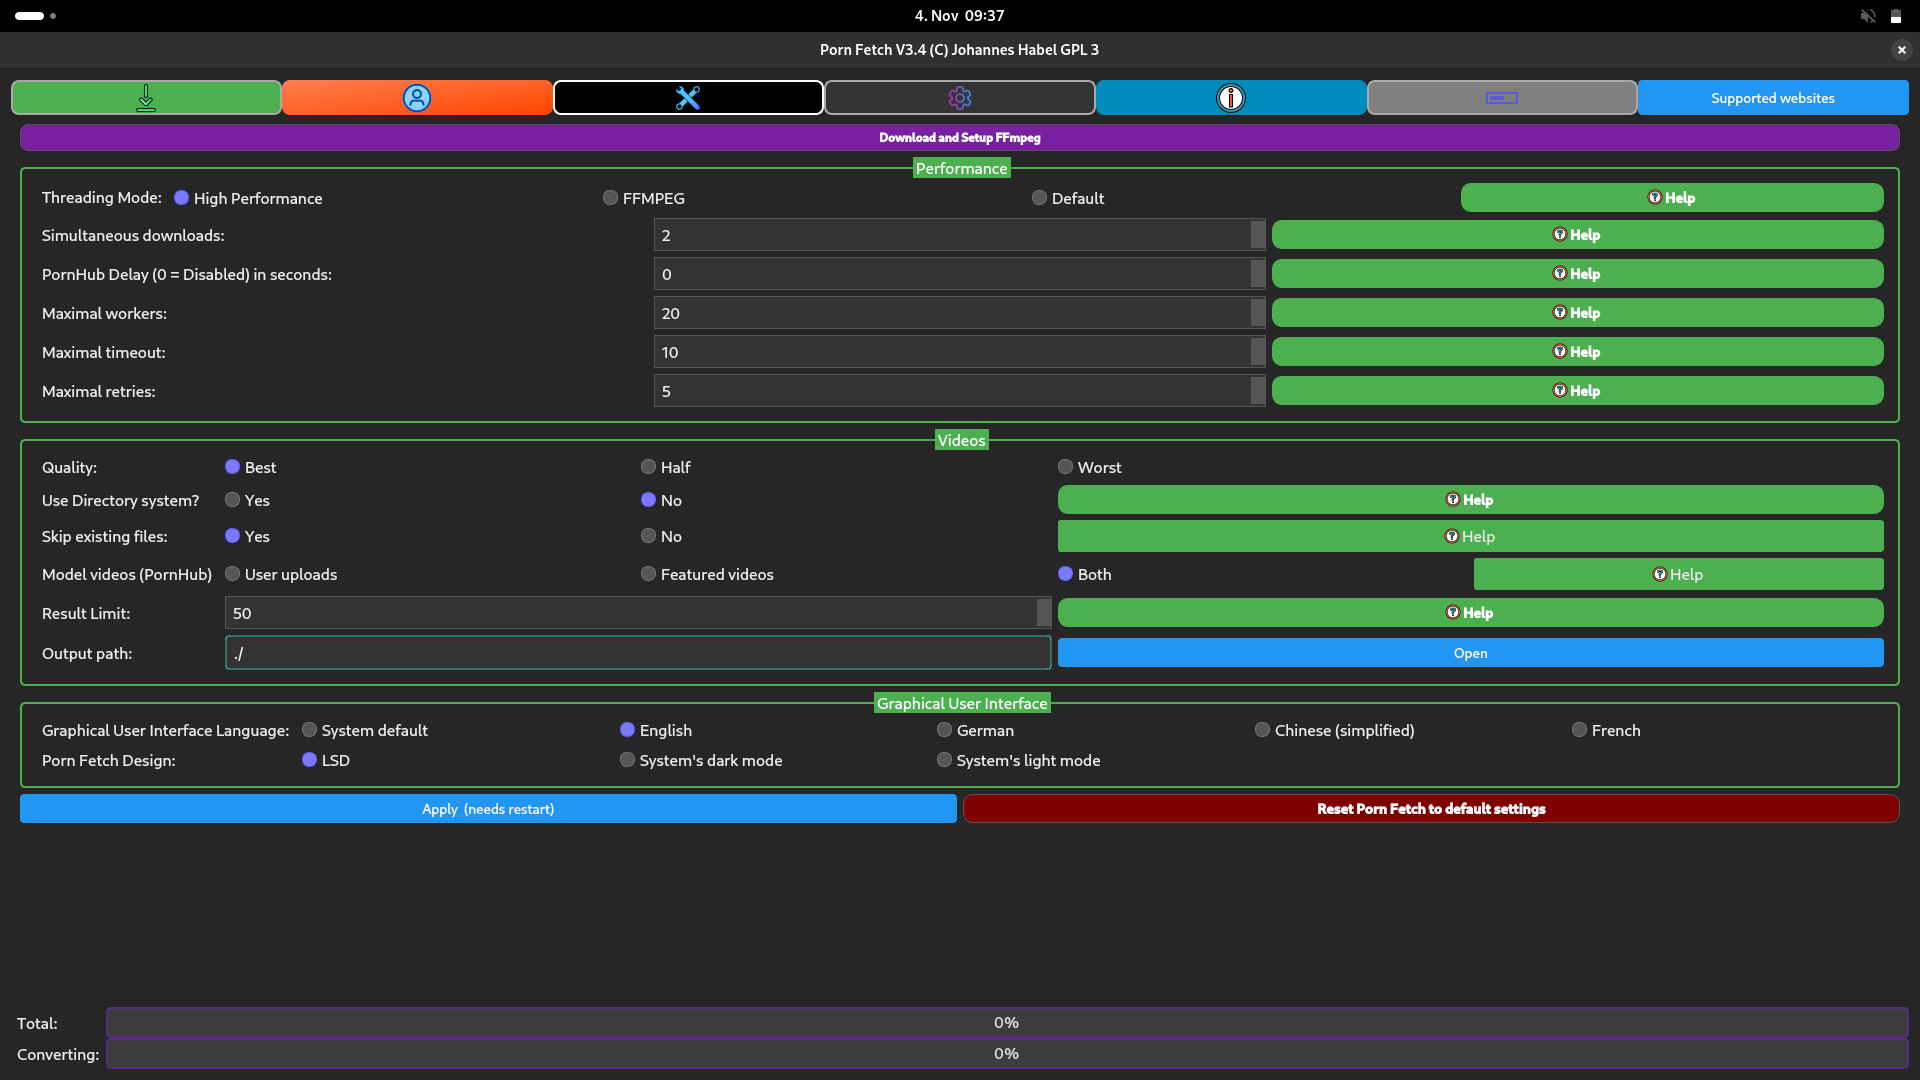 4. Nov 09:37
Porn Fetch V3.4 (C) Johannes Habel GPL 3
Supported websites
Download and Setup FFmpeg
Performance
Threading Mode: High Performance FFMPEG Default Help
Simultaneous downloads: 2 Help
PornHub Delay (0 = Disabled) in seconds: 0 Help
Maximal workers: 20 Help
Maximal timeout: 10 Help
Maximal retries: 5 Help
Videos
Quality: Best Half Worst
Use Directory system? Yes No Help
Skip existing files: Yes No Help
Model videos (PornHub) User uploads Featured videos Both Help
Result Limit: 50 Help
Output path: ./ Open
Graphical User Interface
Graphical User Interface Language: System default English German Chinese (simplified) French
Porn Fetch Design: LSD System's dark mode System's light mode
Apply (needs restart) Reset Porn Fetch to default settings
Total: 0%
Converting: 0%